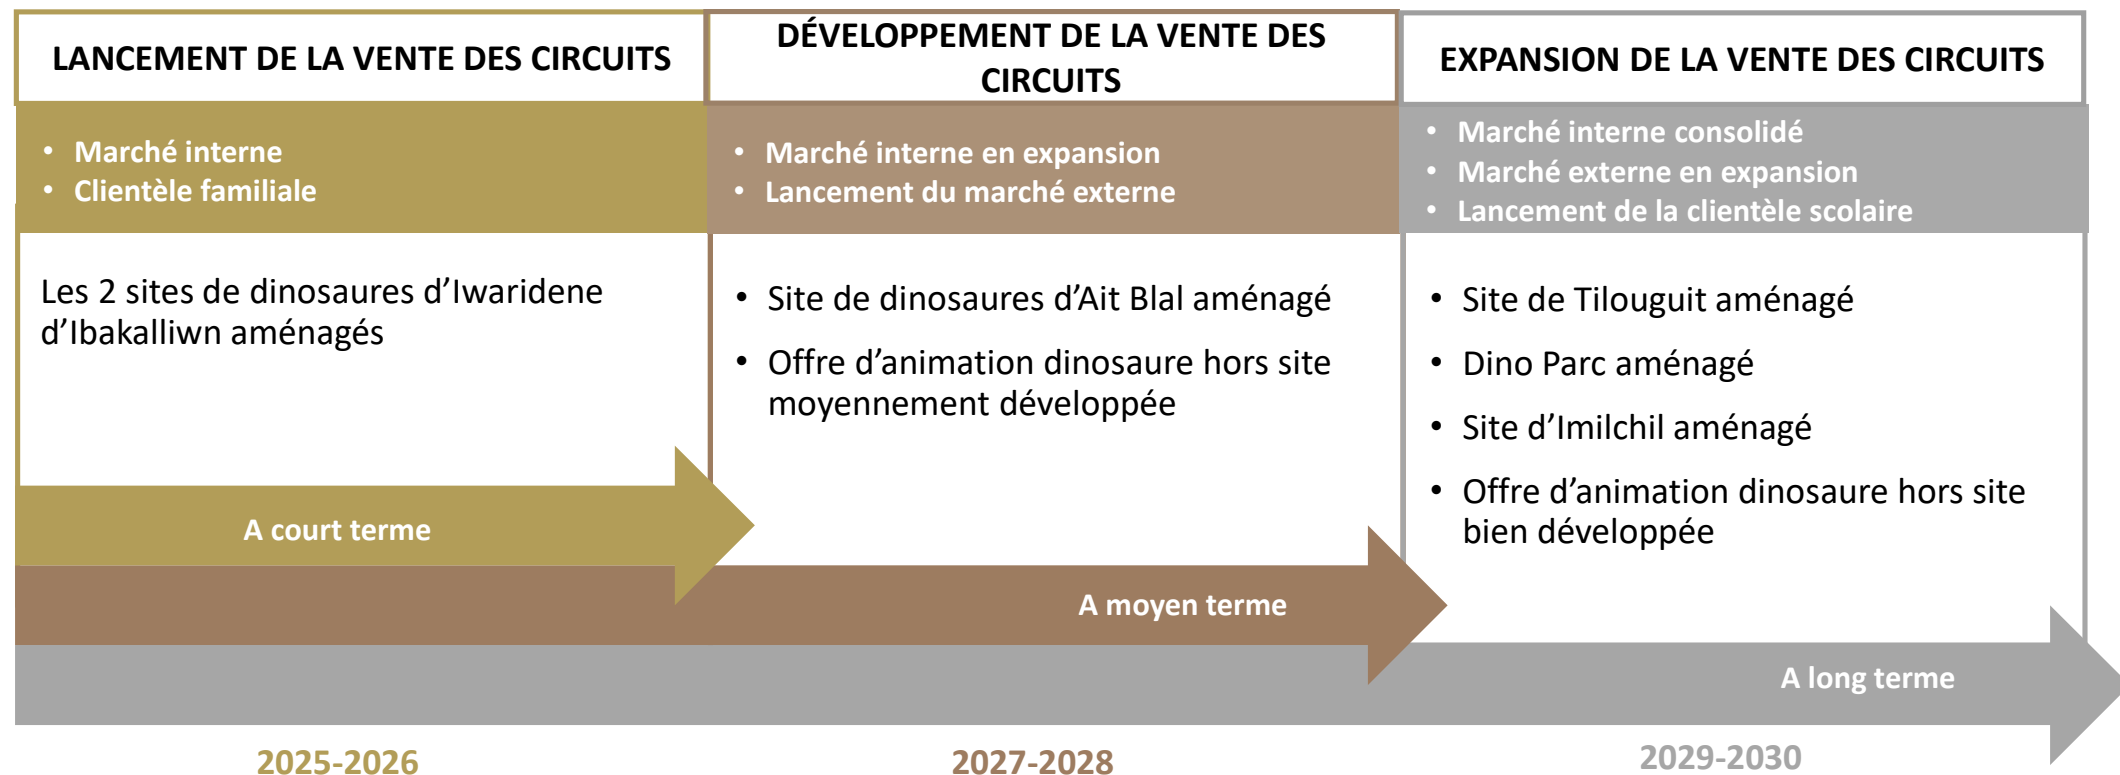 LANCEMENT DE LA VENTE DES CIRCUITS
• Marché interne
• Clientèle familiale
Les 2 sites de dinosaures d’Iwaridene
d’Ibakalliwn aménagés
A court terme
2025-2026
DÉVELOPPEMENT DE LA VENTE DES
CIRCUITS
• Marché interne en expansion
• Lancement du marché externe
• Site de dinosaures d’Ait Blal aménagé
• Offre d’animation dinosaure hors site
moyennement développée
A moyen terme
2027-2028
EXPANSION DE LA VENTE DES CIRCUITS
• Marché interne consolidé
• Marché externe en expansion
• Lancement de la clientèle scolaire
• Site de Tilouguit aménagé
• Dino Parc aménagé
• Site d’Imilchil aménagé
• Offre d’animation dinosaure hors site
bien développée
A long terme
2029-2030